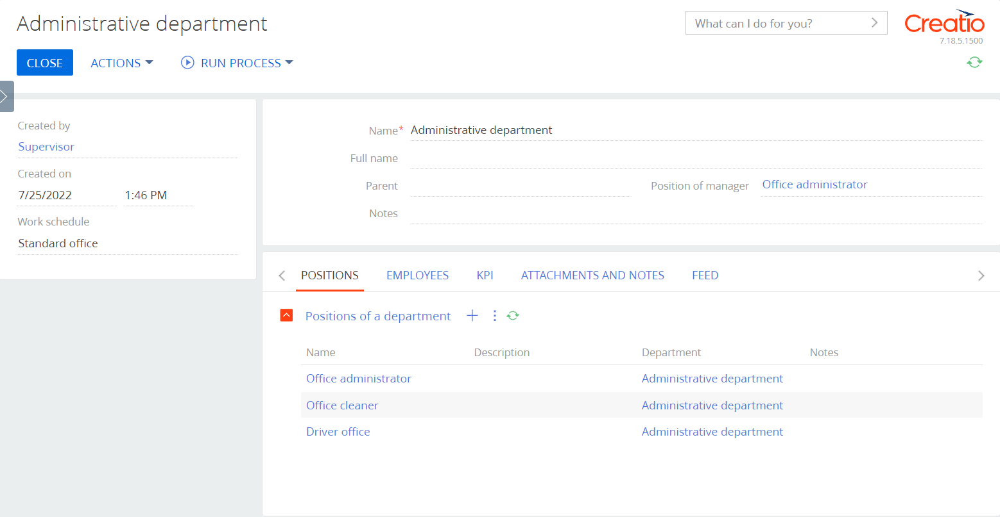 Administrative department
What can I do for you?
Creatio
7.18.5.1500
CLOSE
ACTIONS
RUN PROCESS
Created by
Supervisor
Created on
7/25/2022 1:46 PM
Work schedule
Standard office
Name* Administrative department
Full name
Parent
Position of manager Office administrator
Notes
POSITIONS EMPLOYEES KPI ATTACHMENTS AND NOTES FEED
Positions of a department
Name Description Department Notes
Office administrator Administrative department
Office cleaner Administrative department
Driver office Administrative department